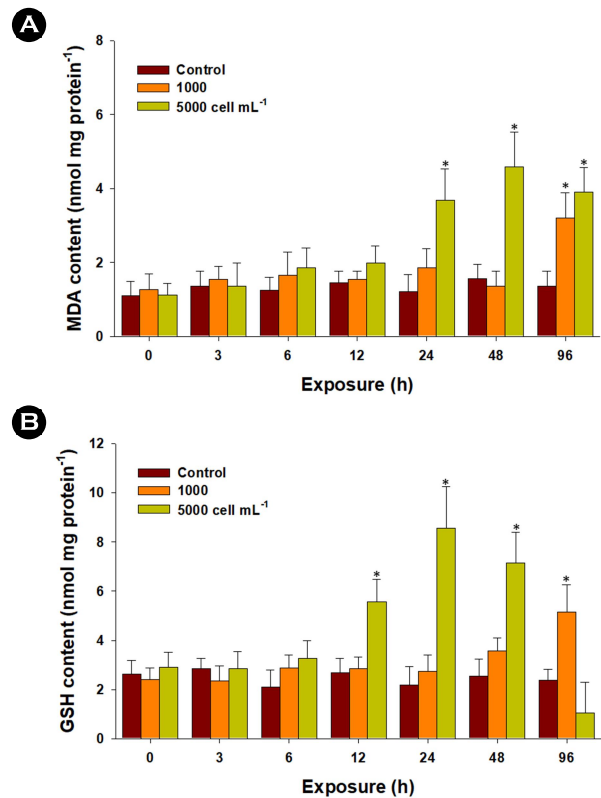 A
MDA content (nmol mg protein⁻¹)
8
6
4
2
0
Control
1000
5000 cell mL⁻¹
*
*
*
*
0 3 6 12 24 48 96
Exposure (h)
B
GSH content (nmol mg protein⁻¹)
12
10
8
6
4
2
0
Control
1000
5000 cell mL⁻¹
*
*
*
*
0 3 6 12 24 48 96
Exposure (h)